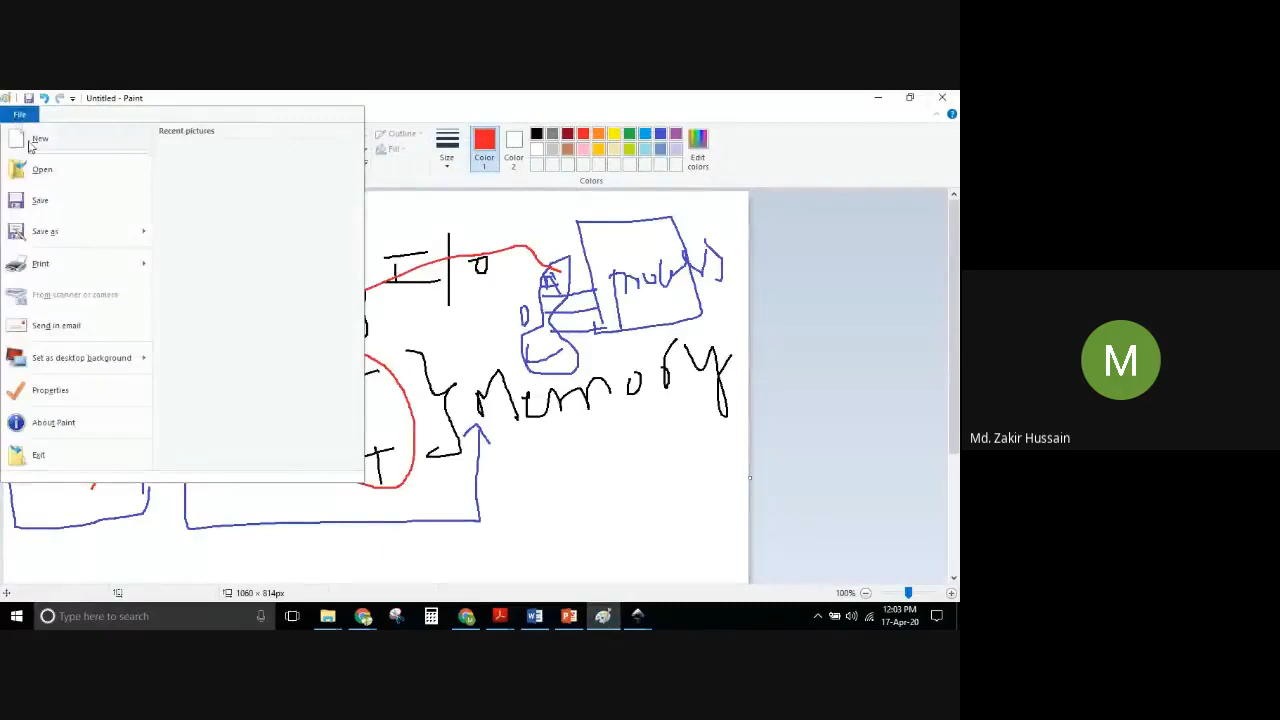 Untitled - Paint
File
New
Recent pictures
Open
Save
Save as
Print
From scanner or camera
Send in email
Set as desktop background
Properties
About Paint
Exit
Outline
Fill
Size
Color 1
Color 2
Edit colors
Colors
I o
D
Memory
1060 × 814px
100%
Type here to search
12:03 PM
17-Apr-20
M
Md. Zakir Hussain